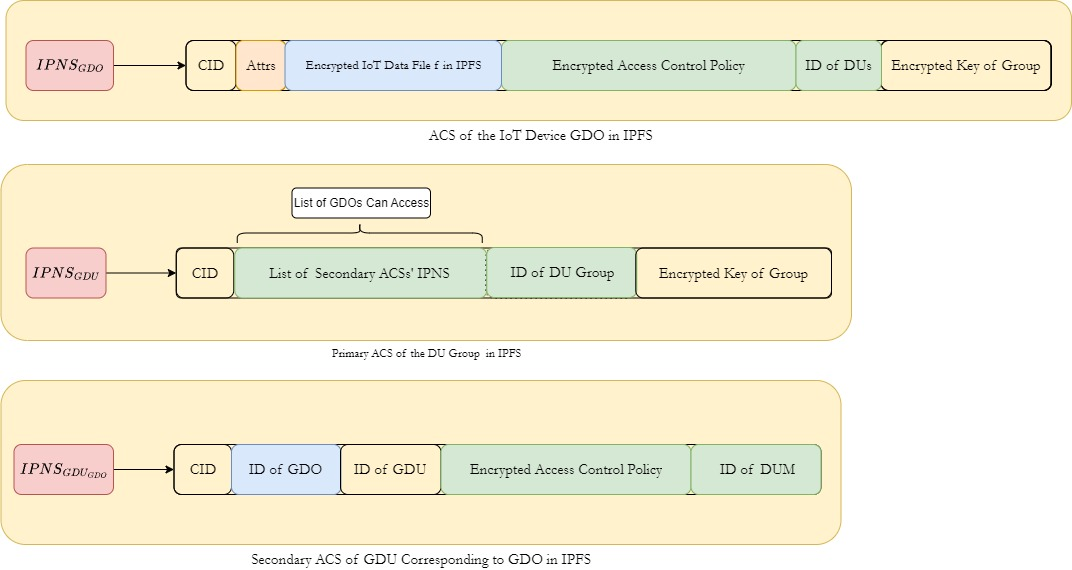 IPNS_GDO
CID Attrs Encrypted IoT Data File f in IPFS Encrypted Access Control Policy ID of DUs Encrypted Key of Group
ACS of the IoT Device GDO in IPFS
List of GDOs Can Access
IPNS_GDU
CID List of Secondary ACSs' IPNS ID of DU Group Encrypted Key of Group
Primary ACS of the DU Group in IPFS
IPNS_GDU_GDO
CID ID of GDO ID of GDU Encrypted Access Control Policy ID of DUM
Secondary ACS of GDU Corresponding to GDO in IPFS